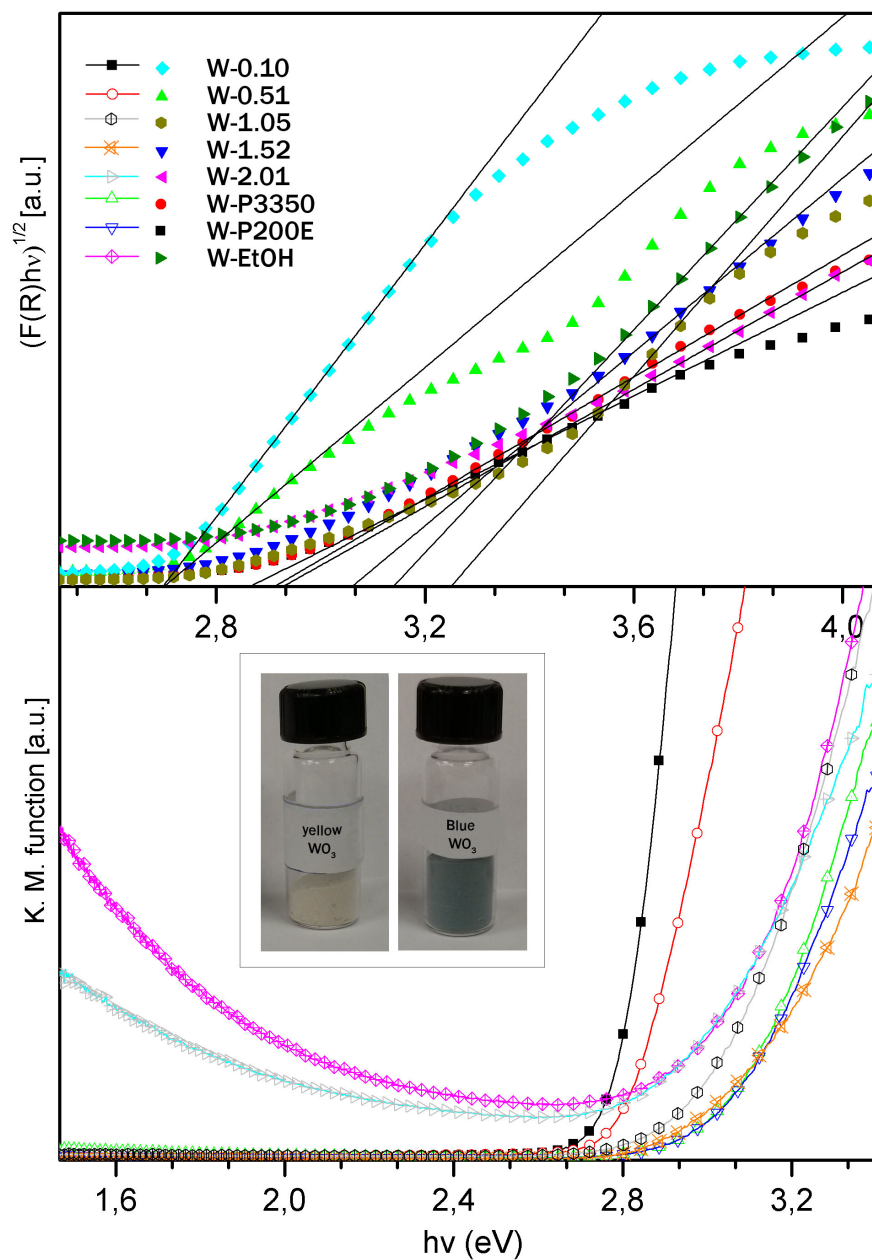 W-0.10
W-0.51
W-1.05
W-1.52
W-2.01
W-P3350
W-P200E
W-EtOH
(F(R)hν)^1/2 [a.u.]
2,8 3,2 3,6 4,0
yellow
WO3
Blue
WO3
K. M. function [a.u.]
1,6 2,0 2,4 2,8 3,2
hν (eV)